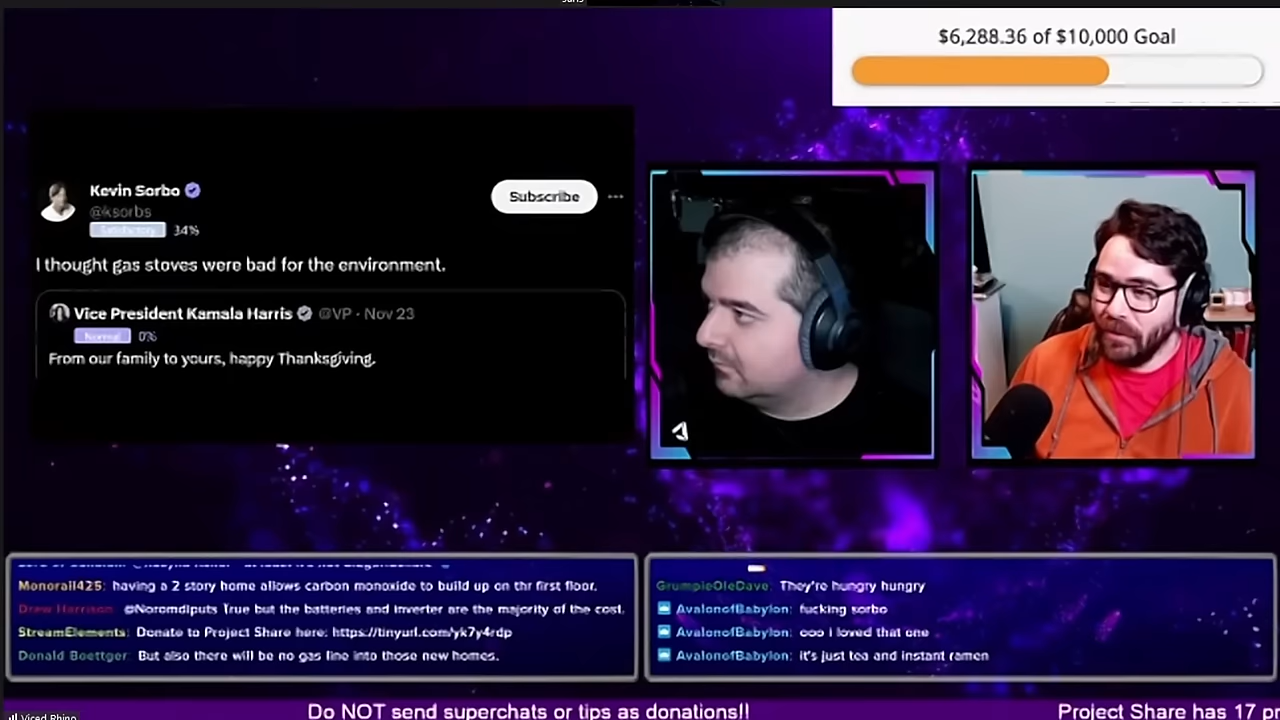 $6,288.36 of $10,000 Goal
Kevin Sorbo
@ksorbs
Subscribe
Satisfactory 34%
I thought gas stoves were bad for the environment.
Vice President Kamala Harris @VP · Nov 23
Normal 0%
From our family to yours, happy Thanksgiving.
Monorail425: having a 2 story home allows carbon monoxide to build up on thr first floor.
Drew Harrison: @Noromdiputs True but the batteries and inverter are the majority of the cost.
StreamElements: Donate to Project Share here: https://tinyurl.com/yk7y4rdp
Donald Boettger: But also there will be no gas line into those new homes.
GrumpieOleDave: They're hungry hungry
AvalonofBabylon: fucking sorbo
AvalonofBabylon: ooo i loved that one
AvalonofBabylon: it's just tea and instant ramen
Viced Rhino
Do NOT send superchats or tips as donations!! Project Share has 17 pr